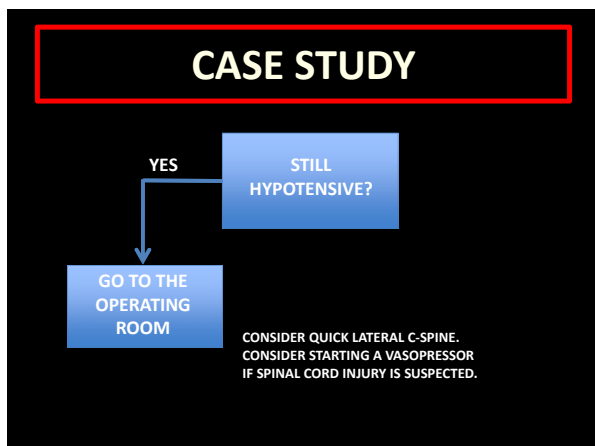 CASE STUDY
YES
STILL
HYPOTENSIVE?
GO TO THE
OPERATING
ROOM
CONSIDER QUICK LATERAL C-SPINE.
CONSIDER STARTING A VASOPRESSOR
IF SPINAL CORD INJURY IS SUSPECTED.